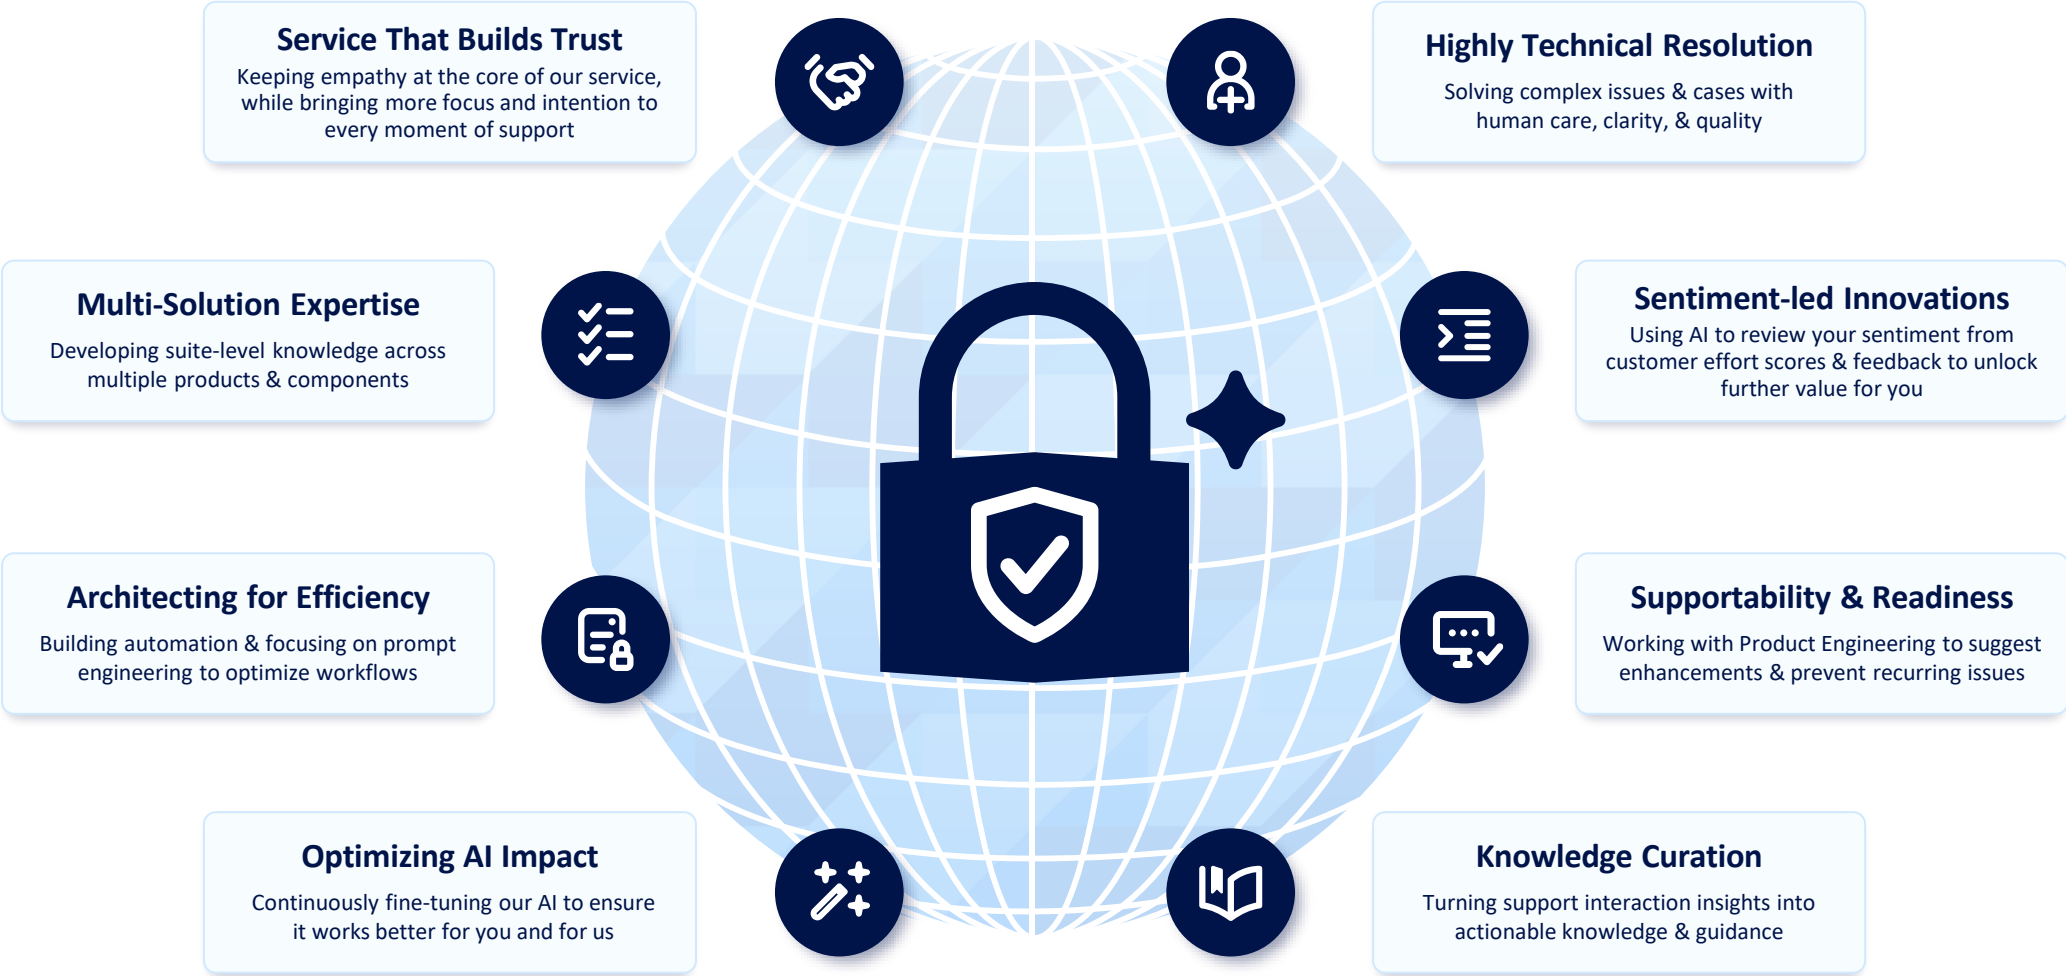 Service That Builds Trust
Keeping empathy at the core of our service,
while bringing more focus and intention to
every moment of support
Highly Technical Resolution
Solving complex issues & cases with
human care, clarity, & quality
Multi-Solution Expertise
Developing suite-level knowledge across
multiple products & components
Sentiment-led Innovations
Using AI to review your sentiment from
customer effort scores & feedback to unlock
further value for you
Architecting for Efficiency
Building automation & focusing on prompt
engineering to optimize workflows
Supportability & Readiness
Working with Product Engineering to suggest
enhancements & prevent recurring issues
Optimizing AI Impact
Continuously fine-tuning our AI to ensure
it works better for you and for us
Knowledge Curation
Turning support interaction insights into
actionable knowledge & guidance